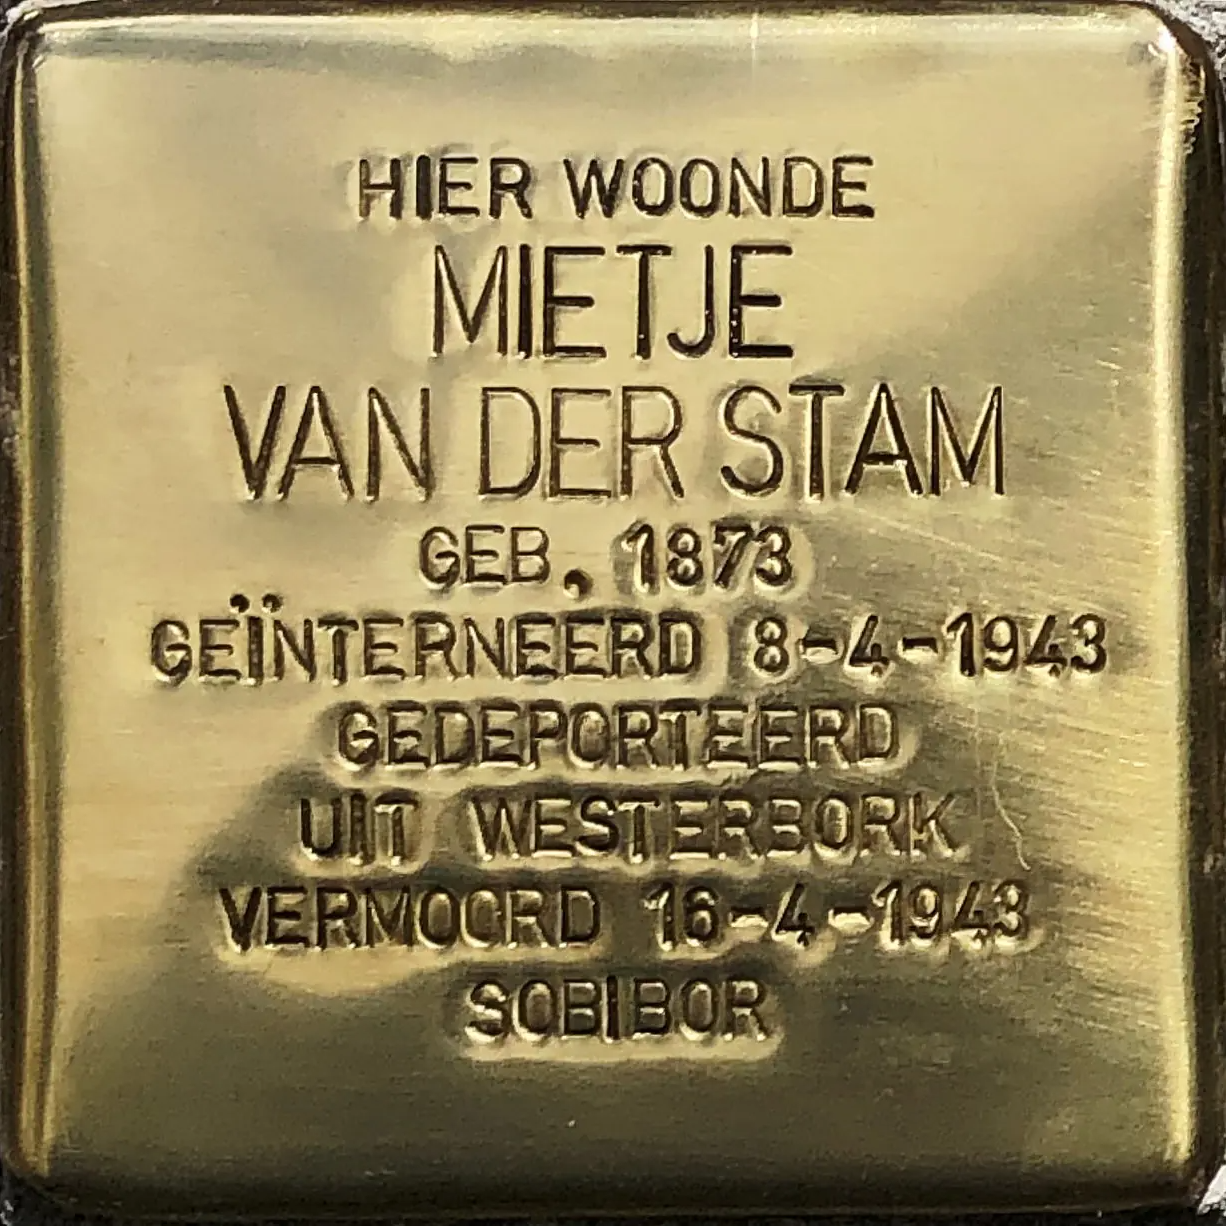 HIER WOONDE
MIETJE
VAN DER STAM
GEB. 1873
GEÏNTERNEERD 8-4-1943
GEDEPORTEERD
UIT WESTERBORK
VERMOORD 16-4-1943
SOBIBOR